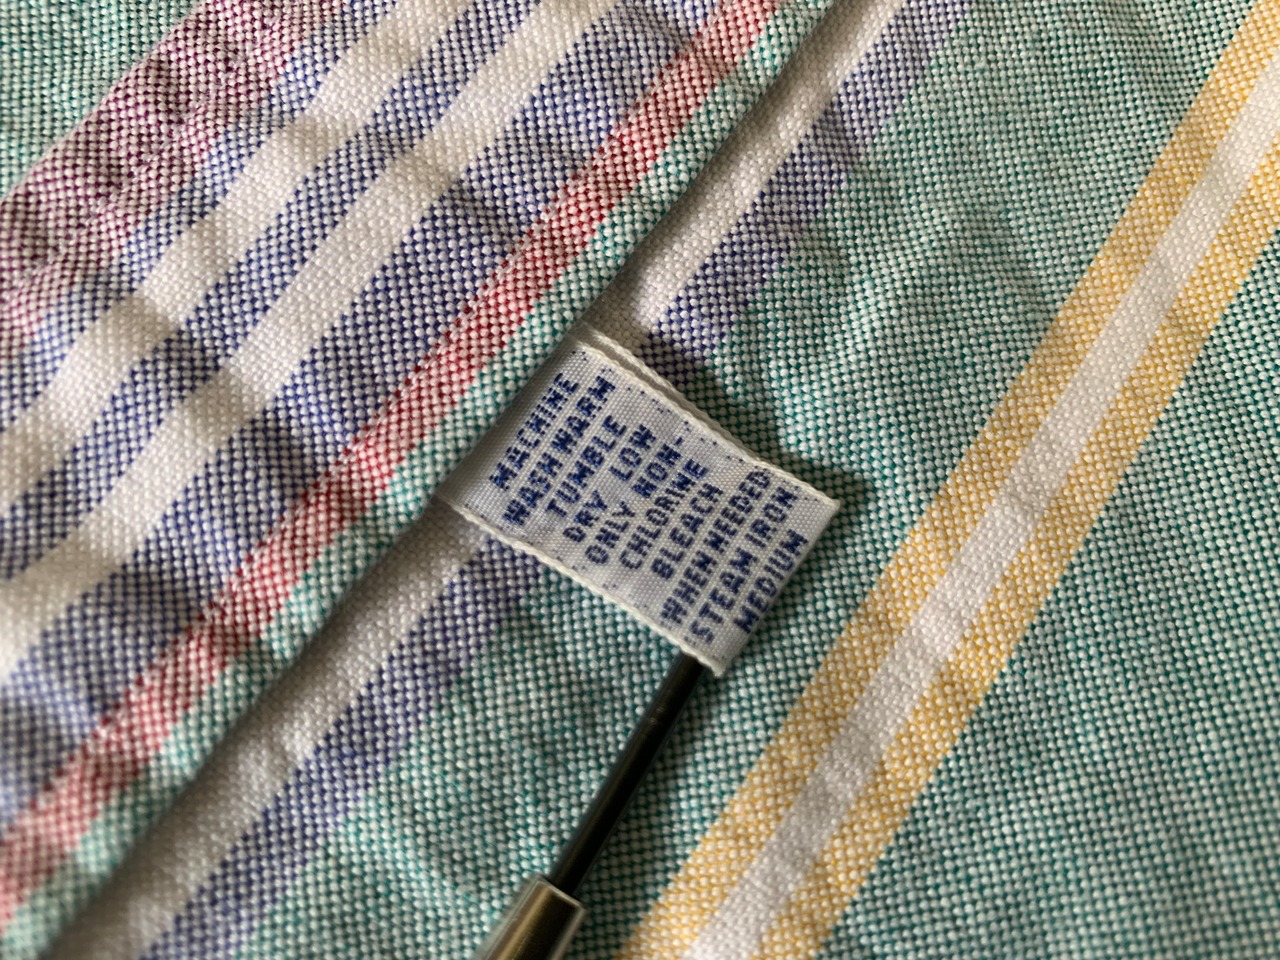 MACHINE
WASH WARM
TUMBLE
DRY LOW
ONLY NON-
CHLORINE
BLEACH
WHEN NEEDED
STEAM IRON
MEDIUM